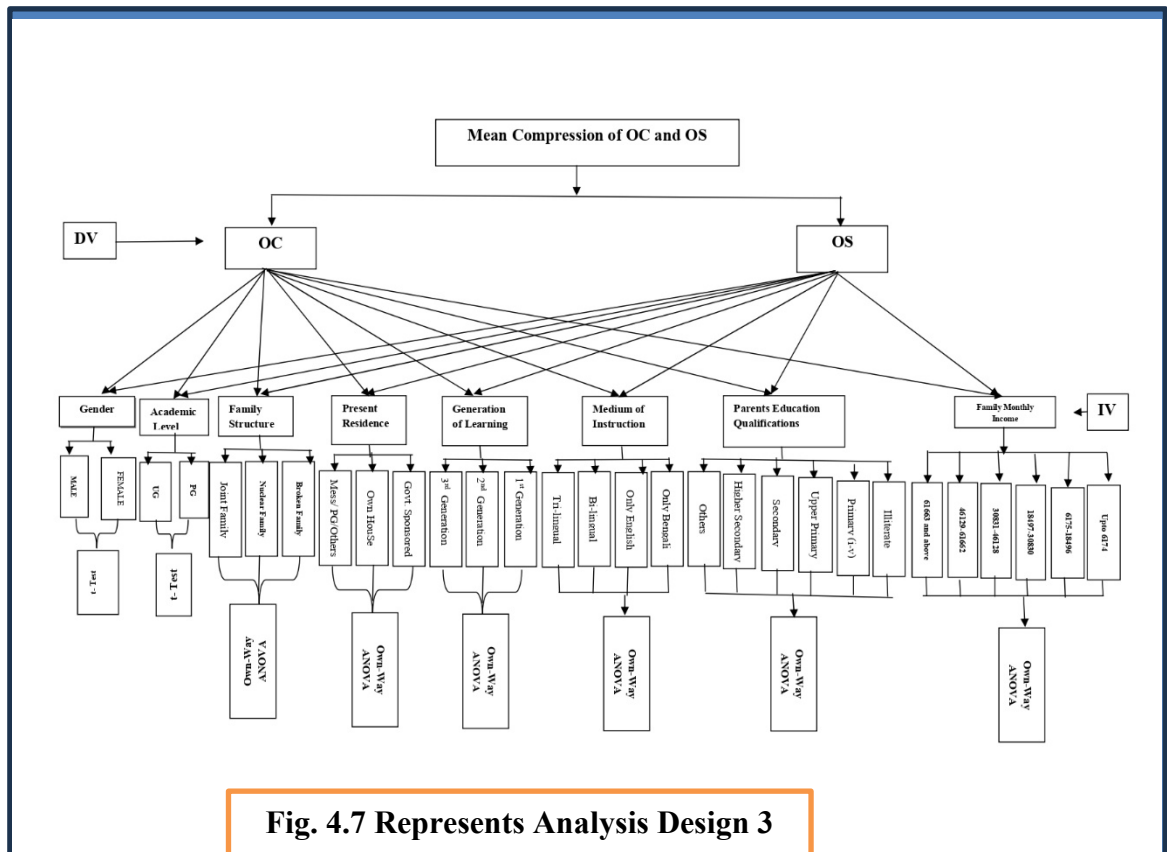 Mean Compression of OC and OS
DV
OC
OS
Gender
Academic
Level
Family
Structure
Present
Residence
Generation
of Learning
Medium of
Instruction
Parents Education
Qualifications
Family Monthly
Income
IV
MALE
FEMALE
UG
PG
Joint Family
Nuclear Family
Broken Family
Mess/ PG/Others
Own HouSe
Govt. Sponsored
3rd Generation
2nd Generation
1st Generation
Tri-lingual
Bi-lingual
Only English
Only Bengali
Others
Higher Secondary
Secondary
Upper Primary
Primary (i-v)
Illiterate
61663 and above
46129-61662
30831-46128
18497-30830
6175-18496
Upto 6174
t- Test
t- Test
Own-Way
ANOVA
Own-Way
ANOVA
Own-Way
ANOVA
Own-Way
ANOVA
Own-Way
ANOVA
Own-Way
ANOVA
Fig. 4.7 Represents Analysis Design 3